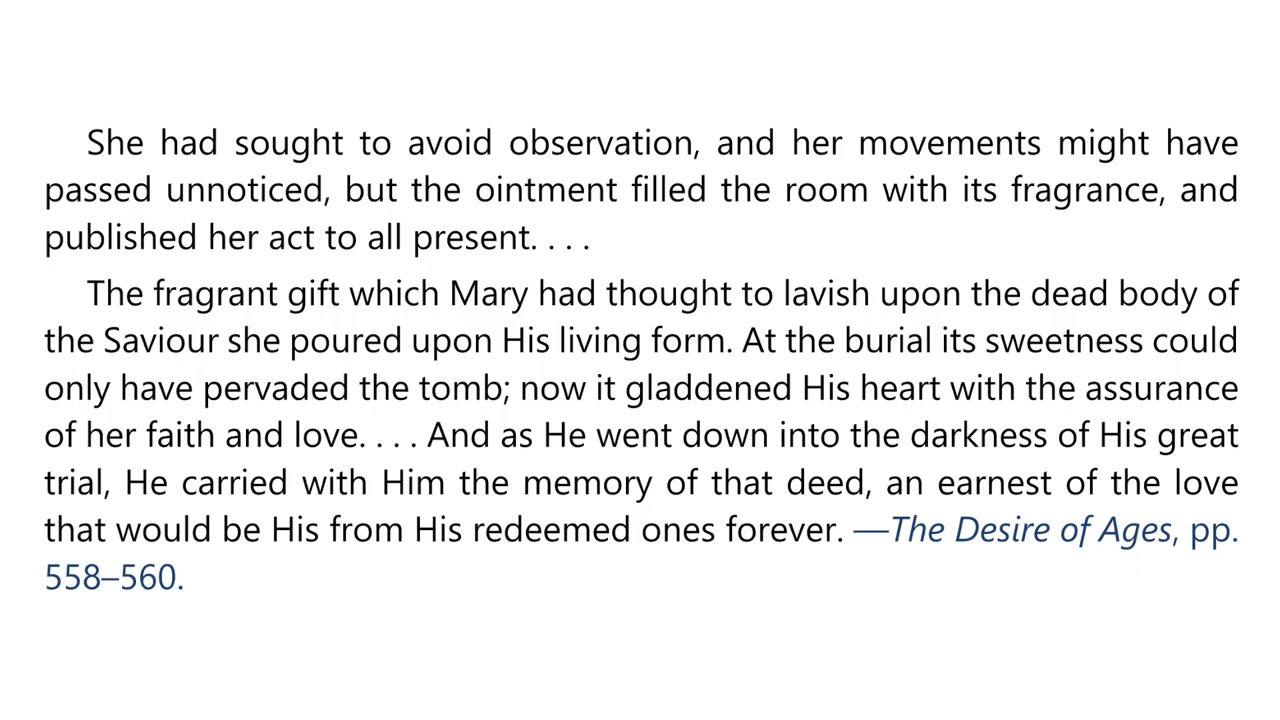 She had sought to avoid observation, and her movements might have
passed unnoticed, but the ointment filled the room with its fragrance, and
published her act to all present. . . .
The fragrant gift which Mary had thought to lavish upon the dead body of
the Saviour she poured upon His living form. At the burial its sweetness could
only have pervaded the tomb; now it gladdened His heart with the assurance
of her faith and love. . . . And as He went down into the darkness of His great
trial, He carried with Him the memory of that deed, an earnest of the love
that would be His from His redeemed ones forever. —The Desire of Ages, pp.
558–560.